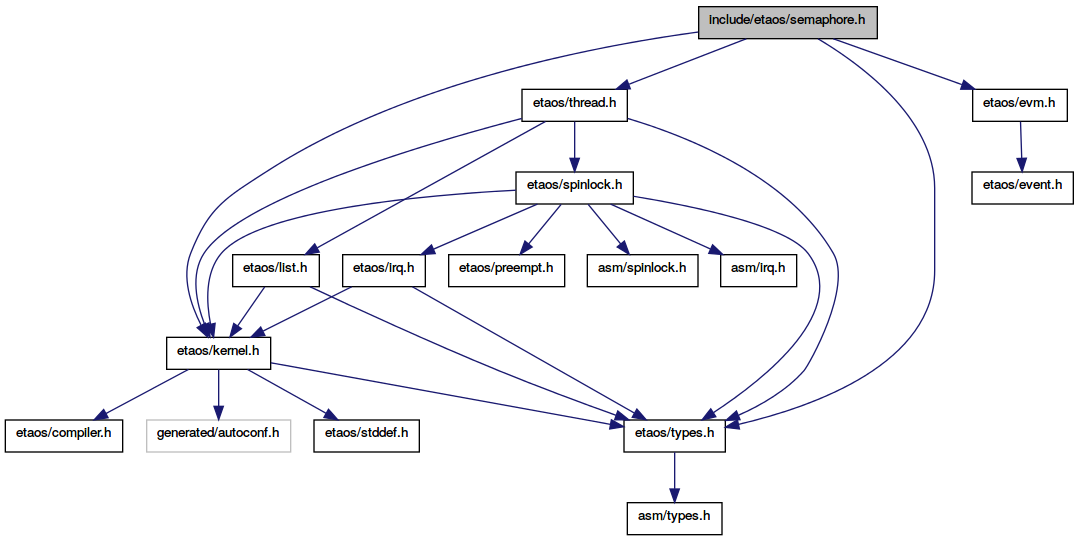 include/etaos/semaphore.h
etaos/thread.h
etaos/evm.h
etaos/spinlock.h
etaos/event.h
etaos/list.h
etaos/irq.h
etaos/preempt.h
asm/spinlock.h
asm/irq.h
etaos/kernel.h
etaos/compiler.h
generated/autoconf.h
etaos/stddef.h
etaos/types.h
asm/types.h